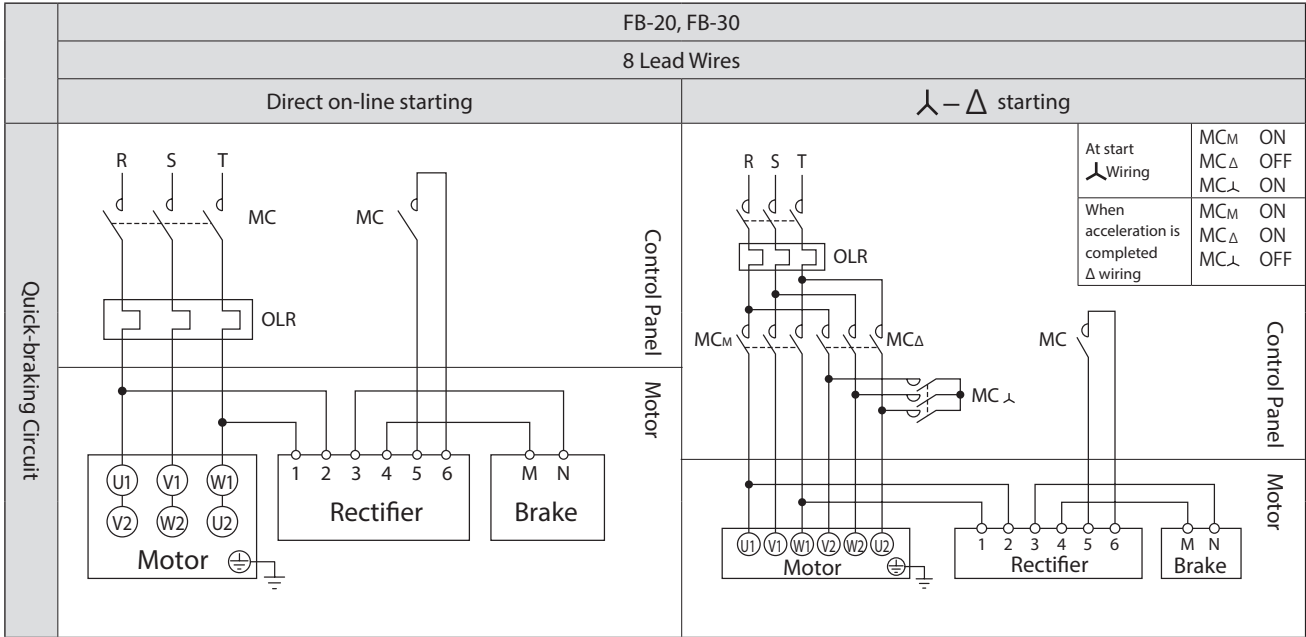 FB-20, FB-30
8 Lead Wires
Direct on-line starting
⅄ – Δ starting
Quick-braking Circuit
R S T
MC
MC
OLR
Control Panel
Motor
U1 V1 W1
V2 W2 U2
Motor
1 2 3 4 5 6
Rectifier
M N
Brake
At start
⅄ Wiring
MCM ON
MCΔ OFF
MC⅄ ON
When
acceleration is
completed
Δ wiring
MCM ON
MCΔ ON
MC⅄ OFF
R S T
OLR
MCM
MCΔ
MC
MC⅄
Control Panel
Motor
U1 V1 W1 V2 W2 U2
Motor
1 2 3 4 5 6
Rectifier
M N
Brake